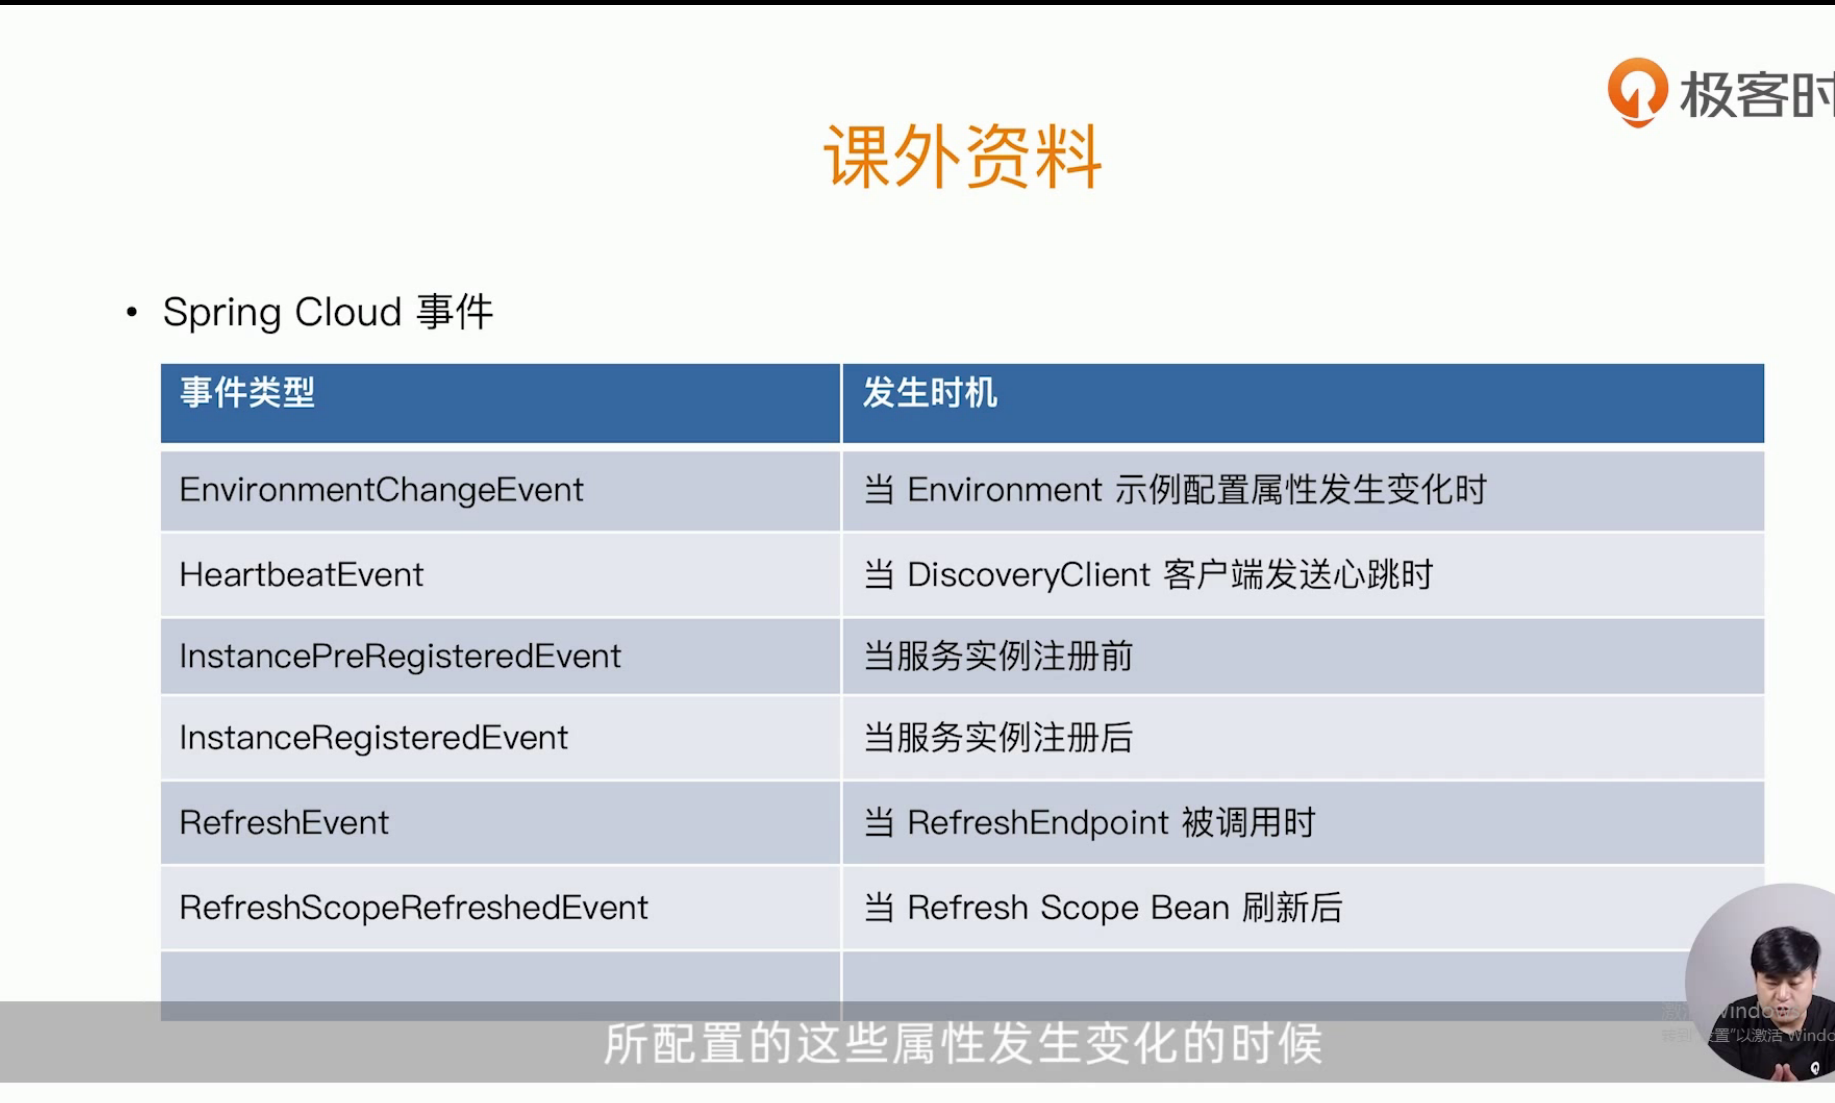 极客时
课外资料
• Spring Cloud 事件
事件类型 发生时机
EnvironmentChangeEvent 当 Environment 示例配置属性发生变化时
HeartbeatEvent 当 DiscoveryClient 客户端发送心跳时
InstancePreRegisteredEvent 当服务实例注册前
InstanceRegisteredEvent 当服务实例注册后
RefreshEvent 当 RefreshEndpoint 被调用时
RefreshScopeRefreshedEvent 当 Refresh Scope Bean 刷新后
所配置的这些属性发生变化的时候
置"以激活 Windo